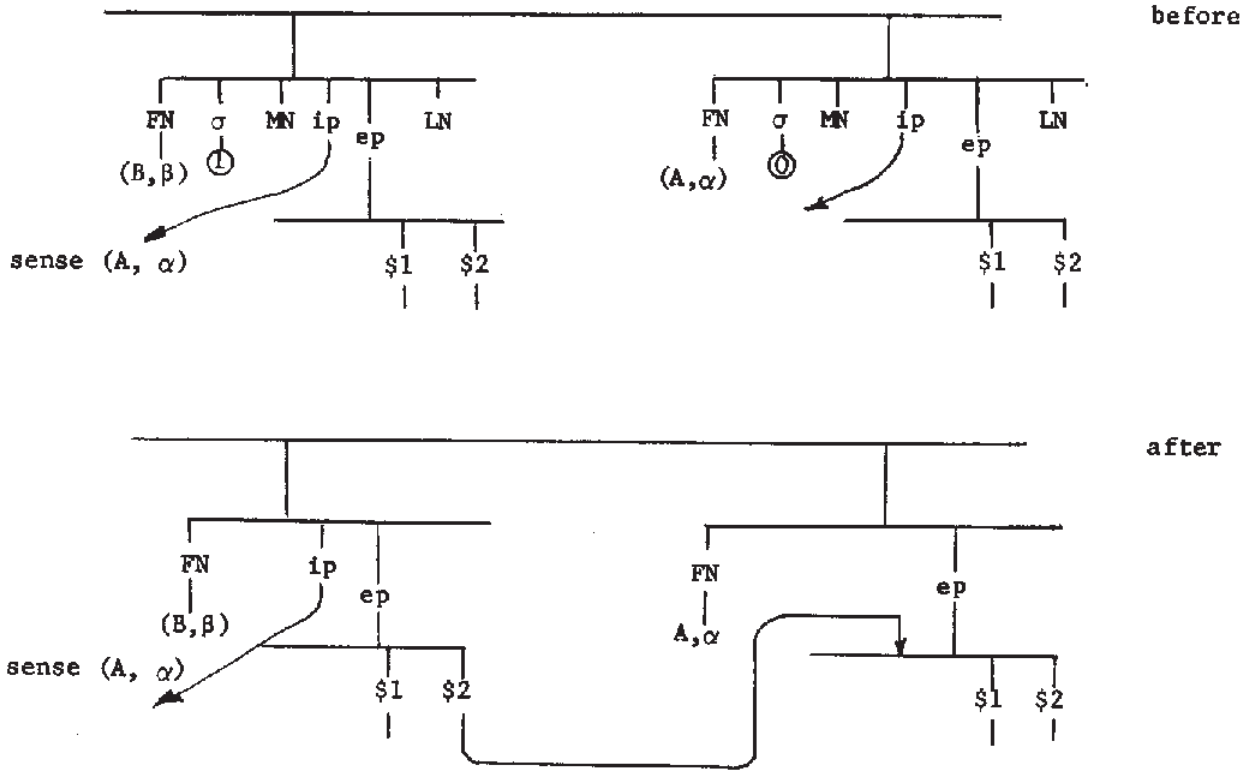 before
FN σ MN ip ep LN FN σ MN ip ep LN
(B,β) 1 (A,α) 0
sense (A, α) $1 $2 $1 $2
after
FN ip ep FN ep
(B,β) A,α
sense (A, α) $1 $2 $1 $2